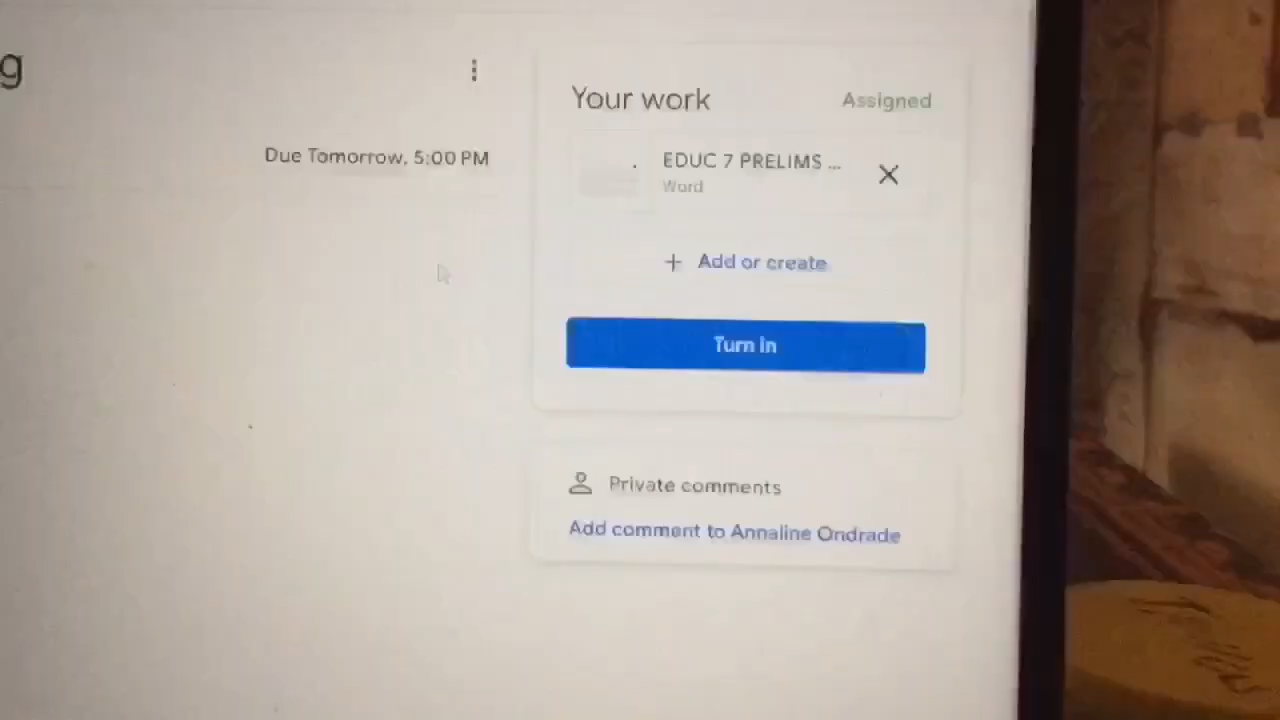 g
Your work
Assigned
Due Tomorrow, 5:00 PM
EDUC 7 PRELIMS ...
Word
+ Add or create
Turn in
Private comments
Add comment to Annaline Ondrade